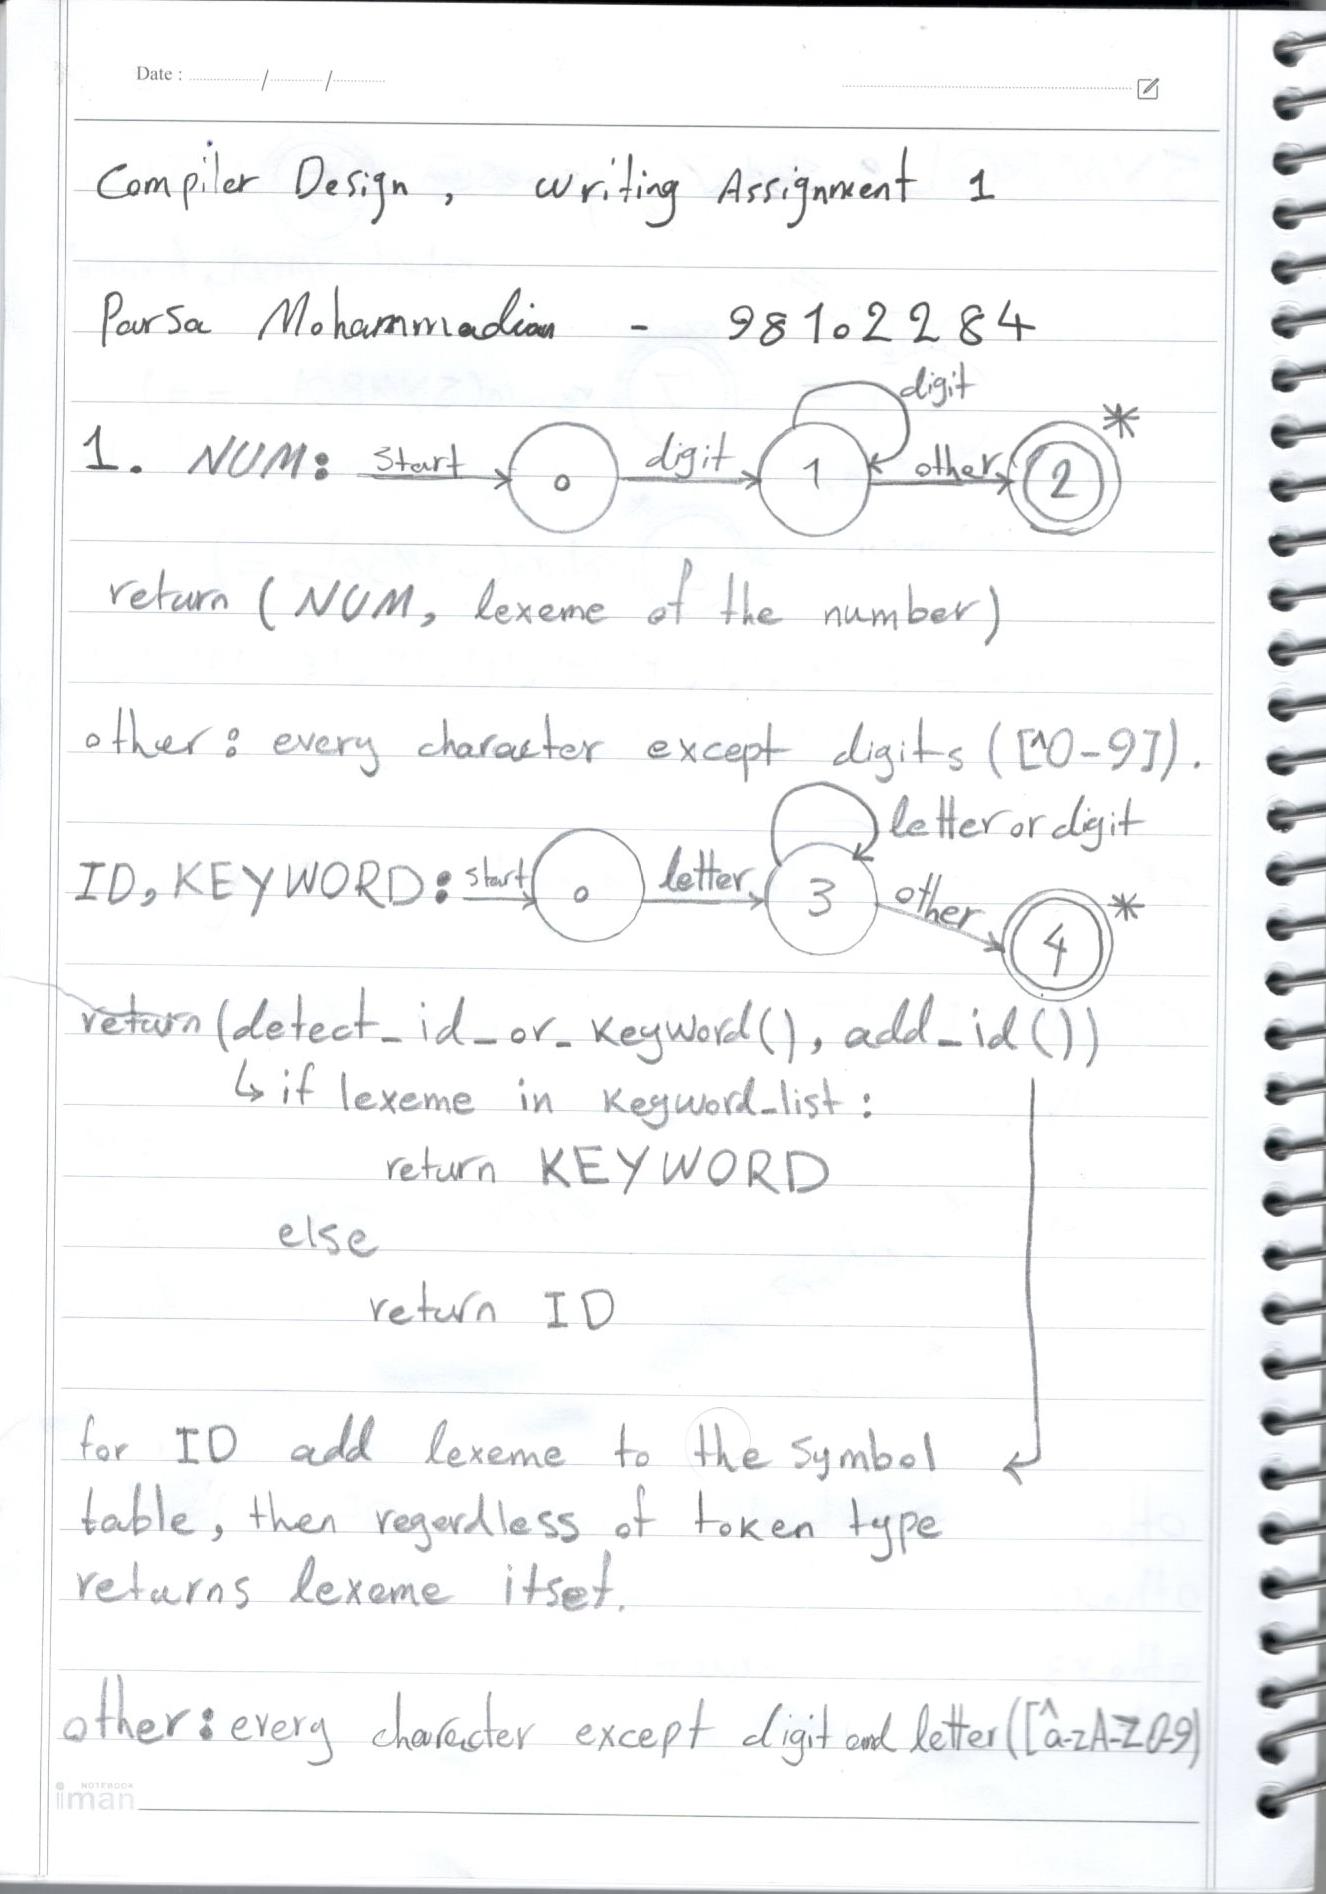 Date : ........../........../..........
Compiler Design, Writing Assignment 1
Parsa Mohammadian - 98102284
digit
1. NUM: Start 0 digit 1 other 2 *
return (NUM, lexeme of the number)
other: every character except digits ([^0-9]).
letter or digit
ID, KEYWORD: start 0 letter 3 other 4 *
return (detect_id_or_keyword(), add_id())
↳ if lexeme in keyword_list:
return KEYWORD
else
return ID
for ID add lexeme to the symbol
table, then regardless of token type
returns lexeme itset.
other: every character except digit and letter ([^a-zA-Z0-9)
NOTEBOOK
iman